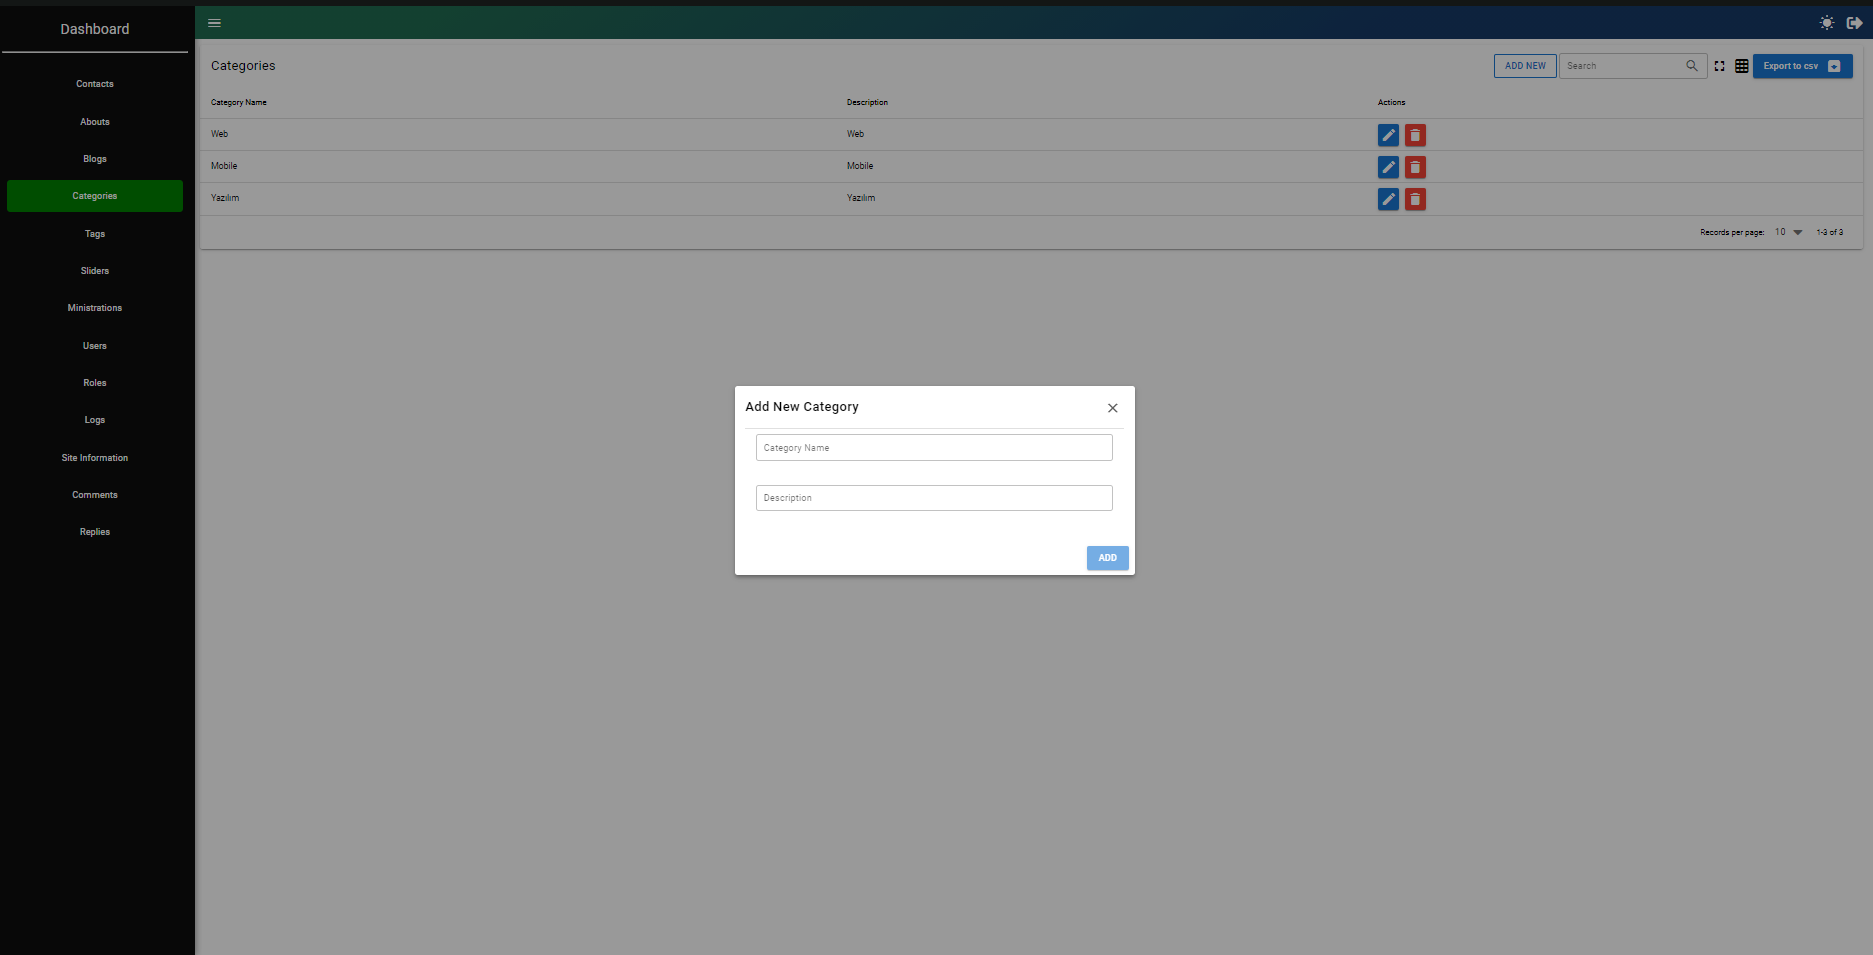 Dashboard
Contacts
Abouts
Blogs
Categories
Tags
Sliders
Ministrations
Users
Roles
Logs
Site Information
Comments
Replies
Categories
ADD NEW
Search
Export to csv
Category Name Description Actions
Web Web
Mobile Mobile
Yazılım Yazılım
Records per page: 10 1-3 of 3
Add New Category
Category Name
Description
ADD